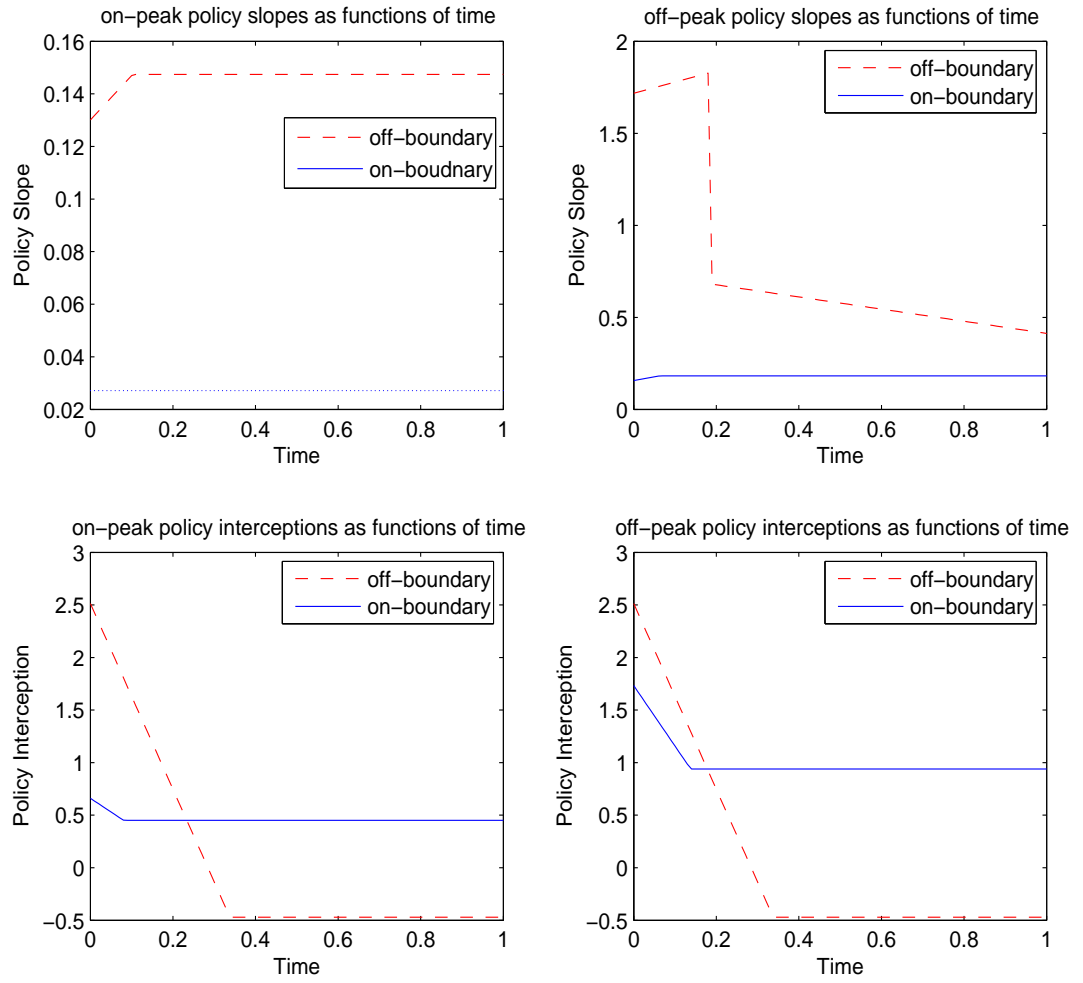 on-peak policy slopes as functions of time
0.16
0.14
0.12
0.1
0.08
0.06
0.04
0.02
Policy Slope
off-boundary
on-boudnary
0 0.2 0.4 0.6 0.8 1
Time
off-peak policy slopes as functions of time
2
1.5
1
0.5
0
Policy Slope
off-boundary
on-boundary
0 0.2 0.4 0.6 0.8 1
Time
on-peak policy interceptions as functions of time
3
2.5
2
1.5
1
0.5
0
-0.5
Policy Interception
off-boundary
on-boundary
0 0.2 0.4 0.6 0.8 1
Time
off-peak policy interceptions as functions of time
3
2.5
2
1.5
1
0.5
0
-0.5
Policy Interception
off-boundary
on-boundary
0 0.2 0.4 0.6 0.8 1
Time